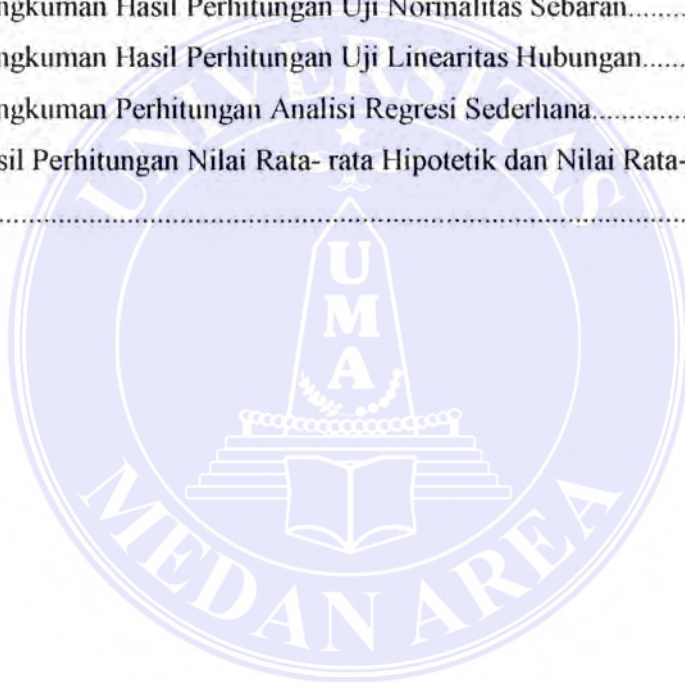 ngkuman Hasil Perhitungan Uji Normalitas Sebaran........
ngkuman Hasil Perhitungan Uji Linearitas Hubungan......
ngkuman Perhitungan Analisi Regresi Sederhana.............
sil Perhitungan Nilai Rata- rata Hipotetik dan Nilai Rata-
................................................................................................
UNIVERSITAS
U
M
A
MEDAN AREA